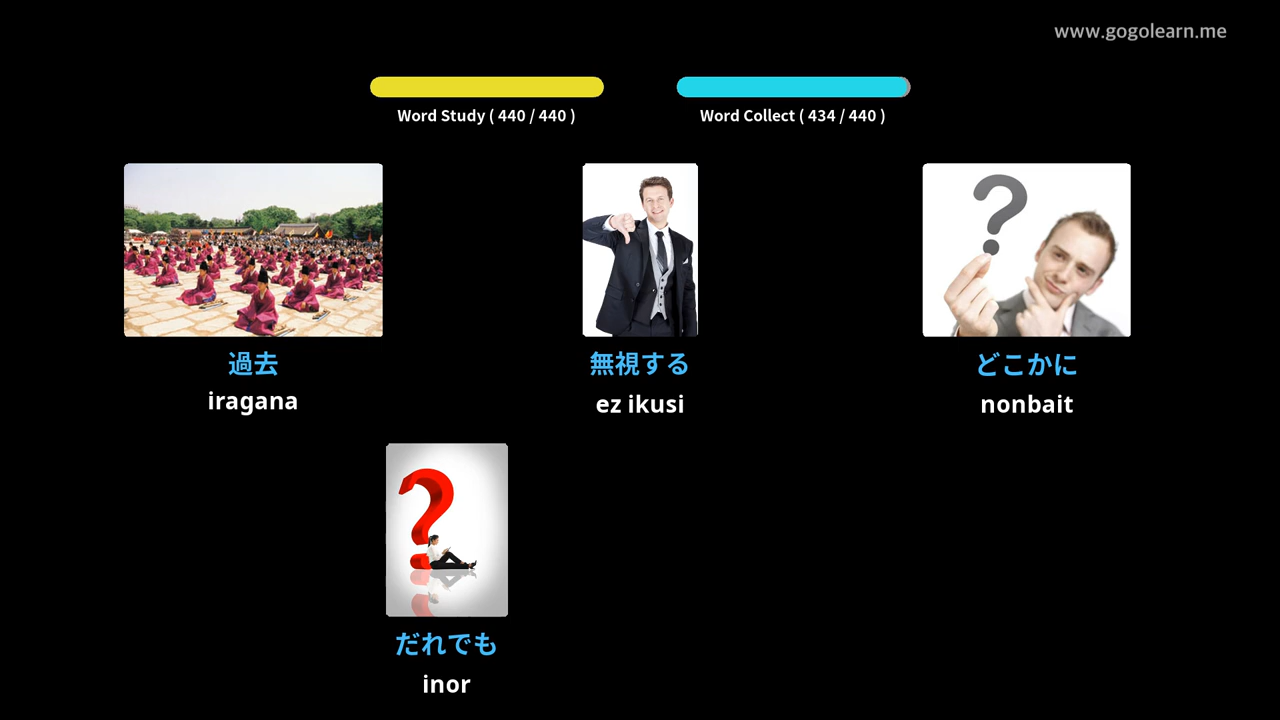 www.gogolearn.me
Word Study ( 440 / 440 )
Word Collect ( 434 / 440 )
過去
iragana
無視する
ez ikusi
どこかに
nonbait
だれでも
inor